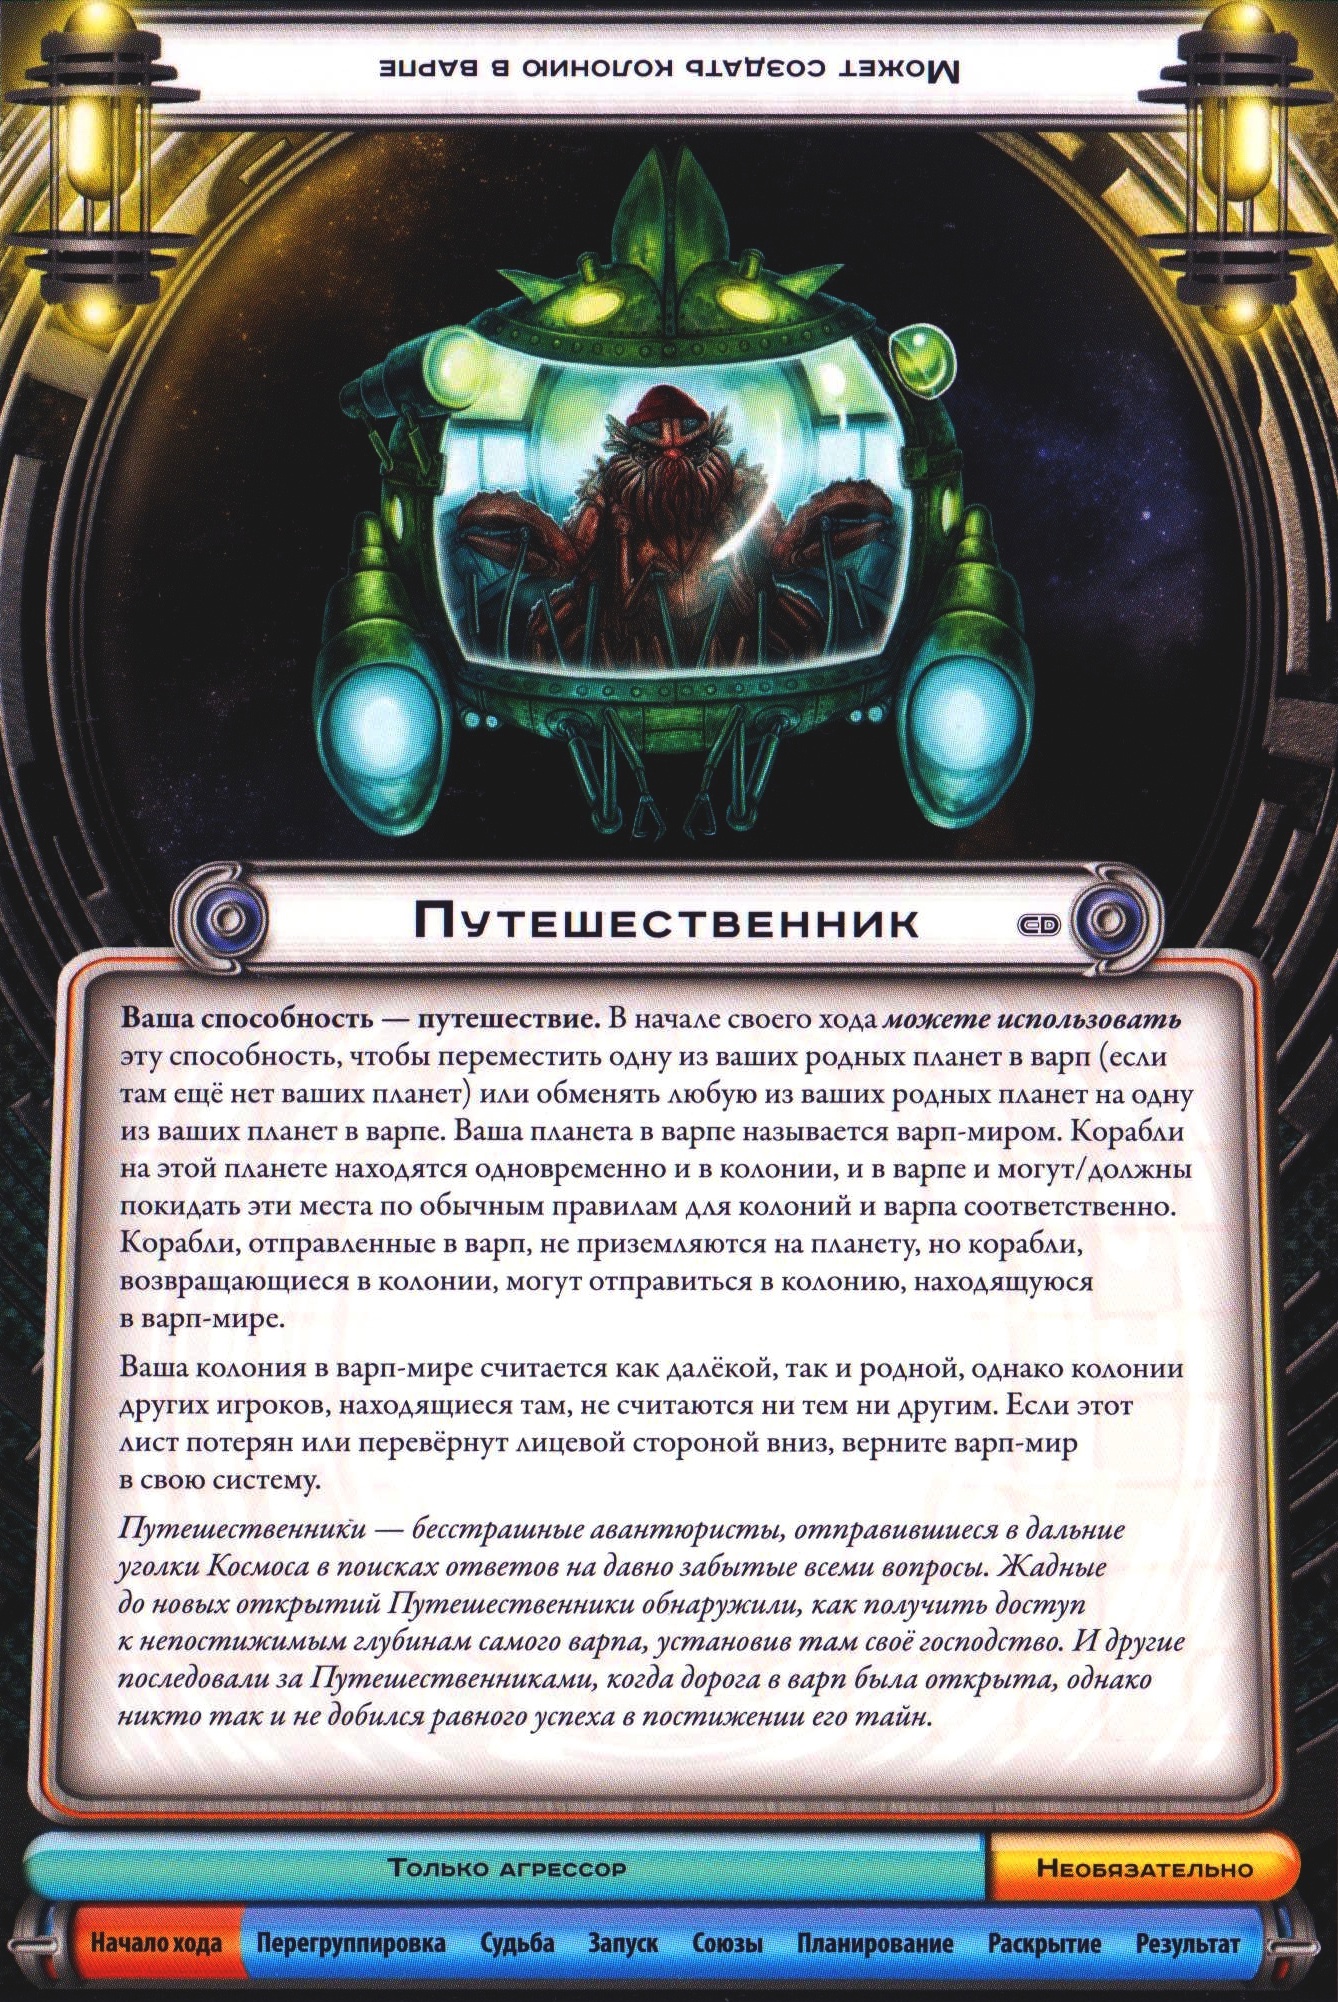 Может создать колонию в варпе
Путешественник
Ваша способность — путешествие. В начале своего хода можете использовать
эту способность, чтобы переместить одну из ваших родных планет в варп (если
там ещё нет ваших планет) или обменять любую из ваших родных планет на одну
из ваших планет в варпе. Ваша планета в варпе называется варп-миром. Корабли
на этой планете находятся одновременно и в колонии, и в варпе и могут/должны
покидать эти места по обычным правилам для колоний и варпа соответственно.
Корабли, отправленные в варп, не приземляются на планету, но корабли,
возвращающиеся в колонии, могут отправиться в колонию, находящуюся
в варп-мире.
Ваша колония в варп-мире считается как далёкой, так и родной, однако колонии
других игроков, находящиеся там, не считаются ни тем ни другим. Если этот
лист потерян или перевёрнут лицевой стороной вниз, верните варп-мир
в свою систему.
Путешественники — бесстрашные авантюристы, отправившиеся в дальние
уголки Космоса в поисках ответов на давно забытые всеми вопросы. Жадные
до новых открытий Путешественники обнаружили, как получить доступ
к непостижимым глубинам самого варпа, установив там своё господство. И другие
последовали за Путешественниками, когда дорога в варп была открыта, однако
никто так и не добился равного успеха в постижении его тайн.
Только агрессор Необязательно
Начало хода Перегруппировка Судьба Запуск Союзы Планирование Раскрытие Результат